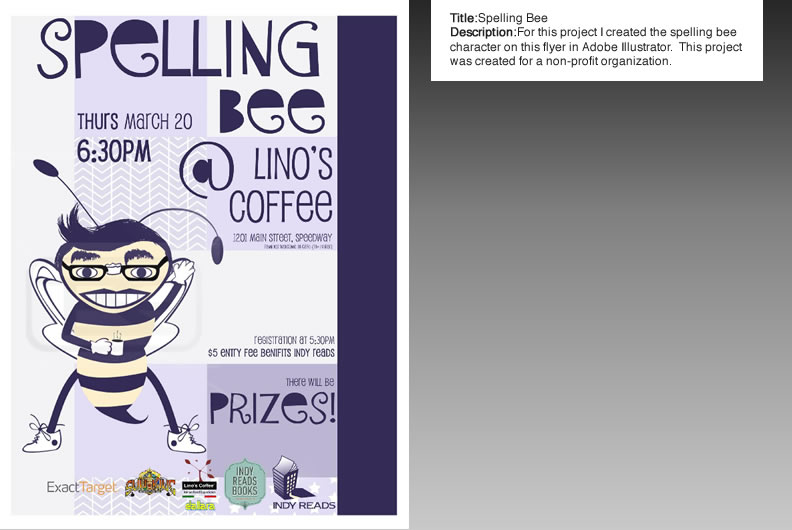 SPELLING
BEE
THURS MARCH 20
6:30PM
@ LINO'S
COFFEE
1201 MAIN STREET, SPEEDWAY
REGISTRATION AT 5:30PM
$5 ENTRY FEE BENIFITS INDY READS
THERE WILL BE
PRIZES!
ExactTarget
Lino's Coffee
INDY
READS
BOOKS
INDY READS
Title:Spelling Bee
Description:For this project I created the spelling bee
character on this flyer in Adobe Illustrator. This project
was created for a non-profit organization.